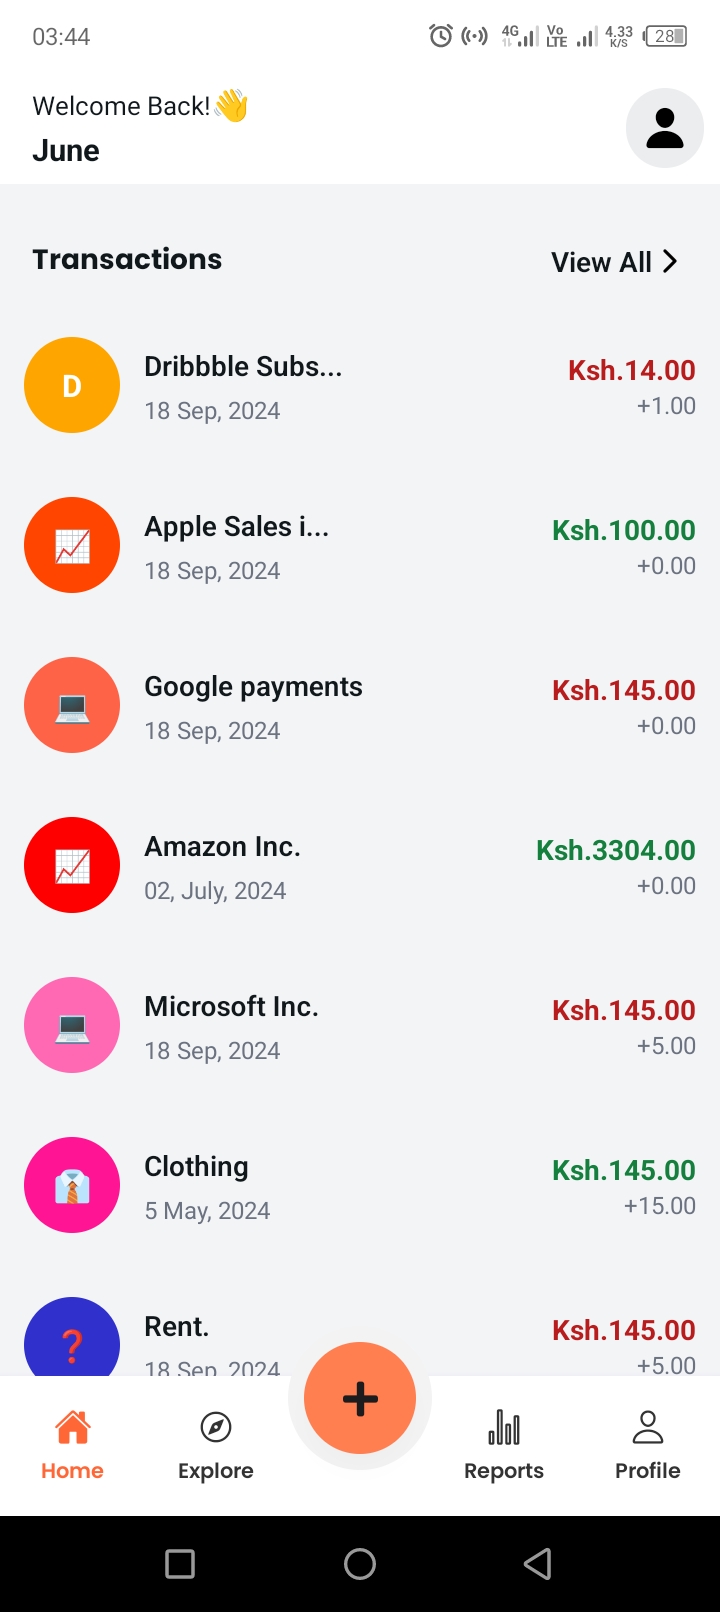 03:44
4G Vo LTE 4.33 K/S 28
Welcome Back!👋
June
Transactions
View All
D
Dribbble Subs...
Ksh.14.00
18 Sep, 2024
+1.00
Apple Sales i...
Ksh.100.00
18 Sep, 2024
+0.00
Google payments
Ksh.145.00
18 Sep, 2024
+0.00
Amazon Inc.
Ksh.3304.00
02, July, 2024
+0.00
Microsoft Inc.
Ksh.145.00
18 Sep, 2024
+5.00
Clothing
Ksh.145.00
5 May, 2024
+15.00
❓
Rent.
Ksh.145.00
18 Sep, 2024
+5.00
+
Home
Explore
Reports
Profile